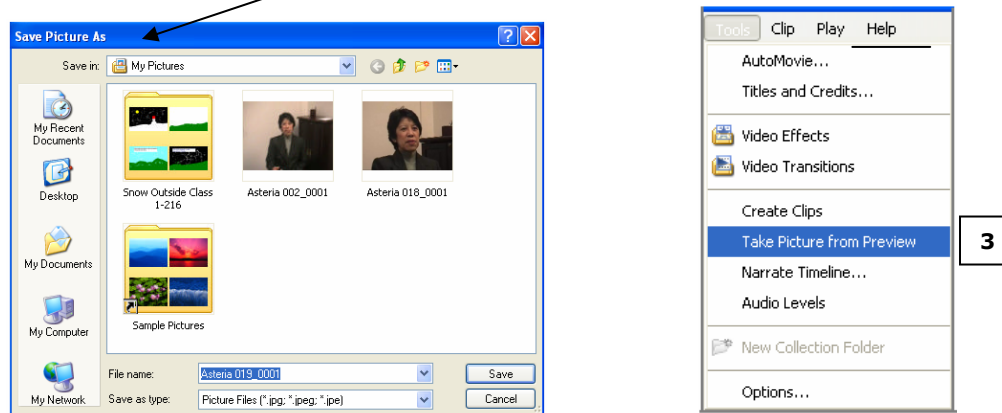 Save Picture As
Save in: My Pictures
My Recent
Documents
Desktop
My Documents
My Computer
My Network
Snow Outside Class
1-216
Asteria 002_0001
Asteria 018_0001
Sample Pictures
File name: Asteria 019_0001
Save
Save as type: Picture Files (*.jpg; *.jpeg; *.jpe)
Cancel
Tools Clip Play Help
AutoMovie...
Titles and Credits...
Video Effects
Video Transitions
Create Clips
Take Picture from Preview
Narrate Timeline...
Audio Levels
New Collection Folder
Options...
3